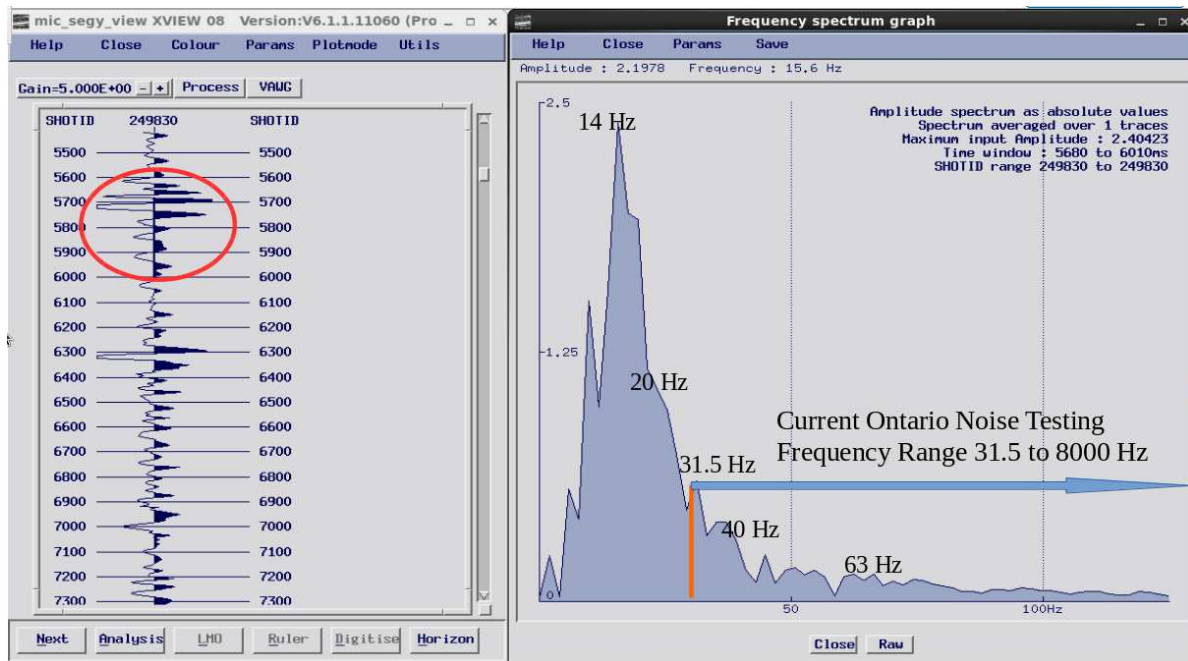 mic_segy_view XVIEW 08 Version:V6.1.1.11060 (Pro
Help Close Colour Params Plotmode Utils
Gain=5.000E+00 - + Process VAWG
SHOTID 249830 SHOTID
5500 5500
5600 5600
5700 5700
5800 5800
5900 5900
6000 6000
6100 6100
6200 6200
6300 6300
6400 6400
6500 6500
6600 6600
6700 6700
6800 6800
6900 6900
7000 7000
7100 7100
7200 7200
7300 7300
Next Analysis LMO Ruler Digitise Horizon
Frequency spectrum graph
Help Close Params Save
Amplitude : 2.1978 Frequency : 15.6 Hz
2.5
Amplitude spectrum as absolute values
Spectrum averaged over 1 traces
Maximum input Amplitude : 2.40423
Time window : 5680 to 6010ms
SHOTID range 249830 to 249830
14 Hz
1.25
20 Hz
Current Ontario Noise Testing
Frequency Range 31.5 to 8000 Hz
31.5 Hz
40 Hz
63 Hz
0
50 100Hz
Close Raw